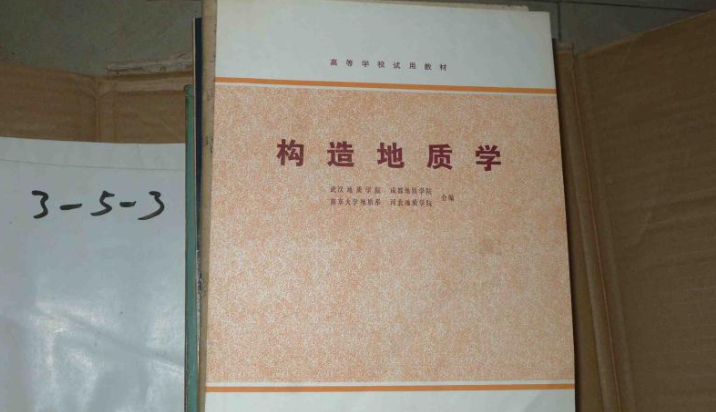 高等学校试用教材
构造地质学
武汉地质学院 成都地质学院
南京大学地质系 河北地质学院 合编
3-5-3